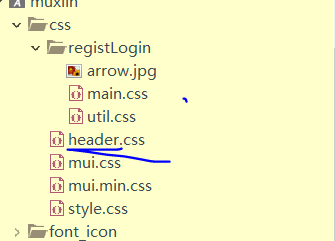 muxiin
css
registLogin
arrow.jpg
main.css
util.css
header.css
mui.css
mui.min.css
style.css
font_icon